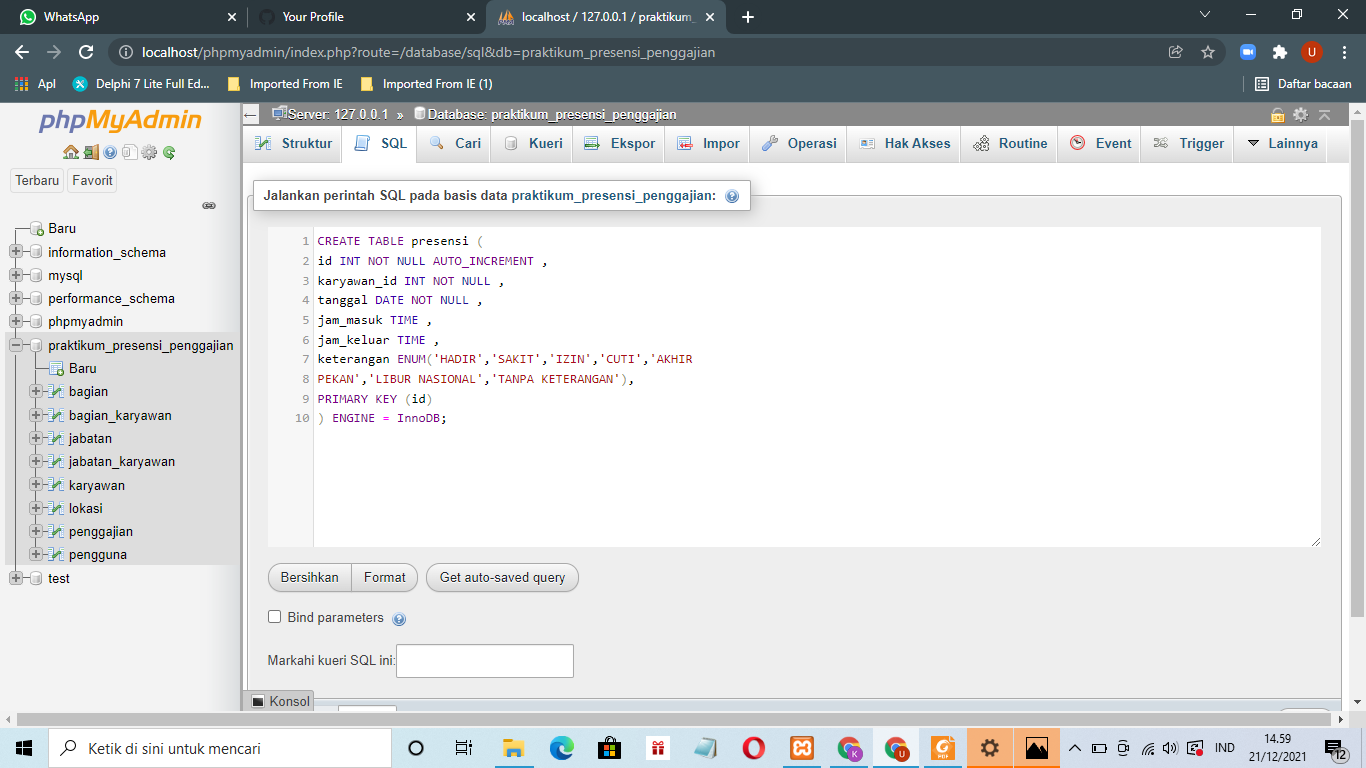 WhatsApp
Your Profile
localhost / 127.0.0.1 / praktikum_
localhost/phpmyadmin/index.php?route=/database/sql&db=praktikum_presensi_penggajian
U
Apl
Delphi 7 Lite Full Ed...
Imported From IE
Imported From IE (1)
Daftar bacaan
phpMyAdmin
Terbaru
Favorit
Baru
information_schema
mysql
performance_schema
phpmyadmin
praktikum_presensi_penggajian
Baru
bagian
bagian_karyawan
jabatan
jabatan_karyawan
karyawan
lokasi
penggajian
pengguna
test
Server: 127.0.0.1 » Database: praktikum_presensi_penggajian
Struktur
SQL
Cari
Kueri
Ekspor
Impor
Operasi
Hak Akses
Routine
Event
Trigger
Lainnya
Jalankan perintah SQL pada basis data praktikum_presensi_penggajian:
1 CREATE TABLE presensi (
2 id INT NOT NULL AUTO_INCREMENT ,
3 karyawan_id INT NOT NULL ,
4 tanggal DATE NOT NULL ,
5 jam_masuk TIME ,
6 jam_keluar TIME ,
7 keterangan ENUM('HADIR','SAKIT','IZIN','CUTI','AKHIR
8 PEKAN','LIBUR NASIONAL','TANPA KETERANGAN'),
9 PRIMARY KEY (id)
10 ) ENGINE = InnoDB;
Bersihkan
Format
Get auto-saved query
Bind parameters
Markahi kueri SQL ini:
Konsol
Ketik di sini untuk mencari
K
U
PDF
IND
14.59
21/12/2021
12